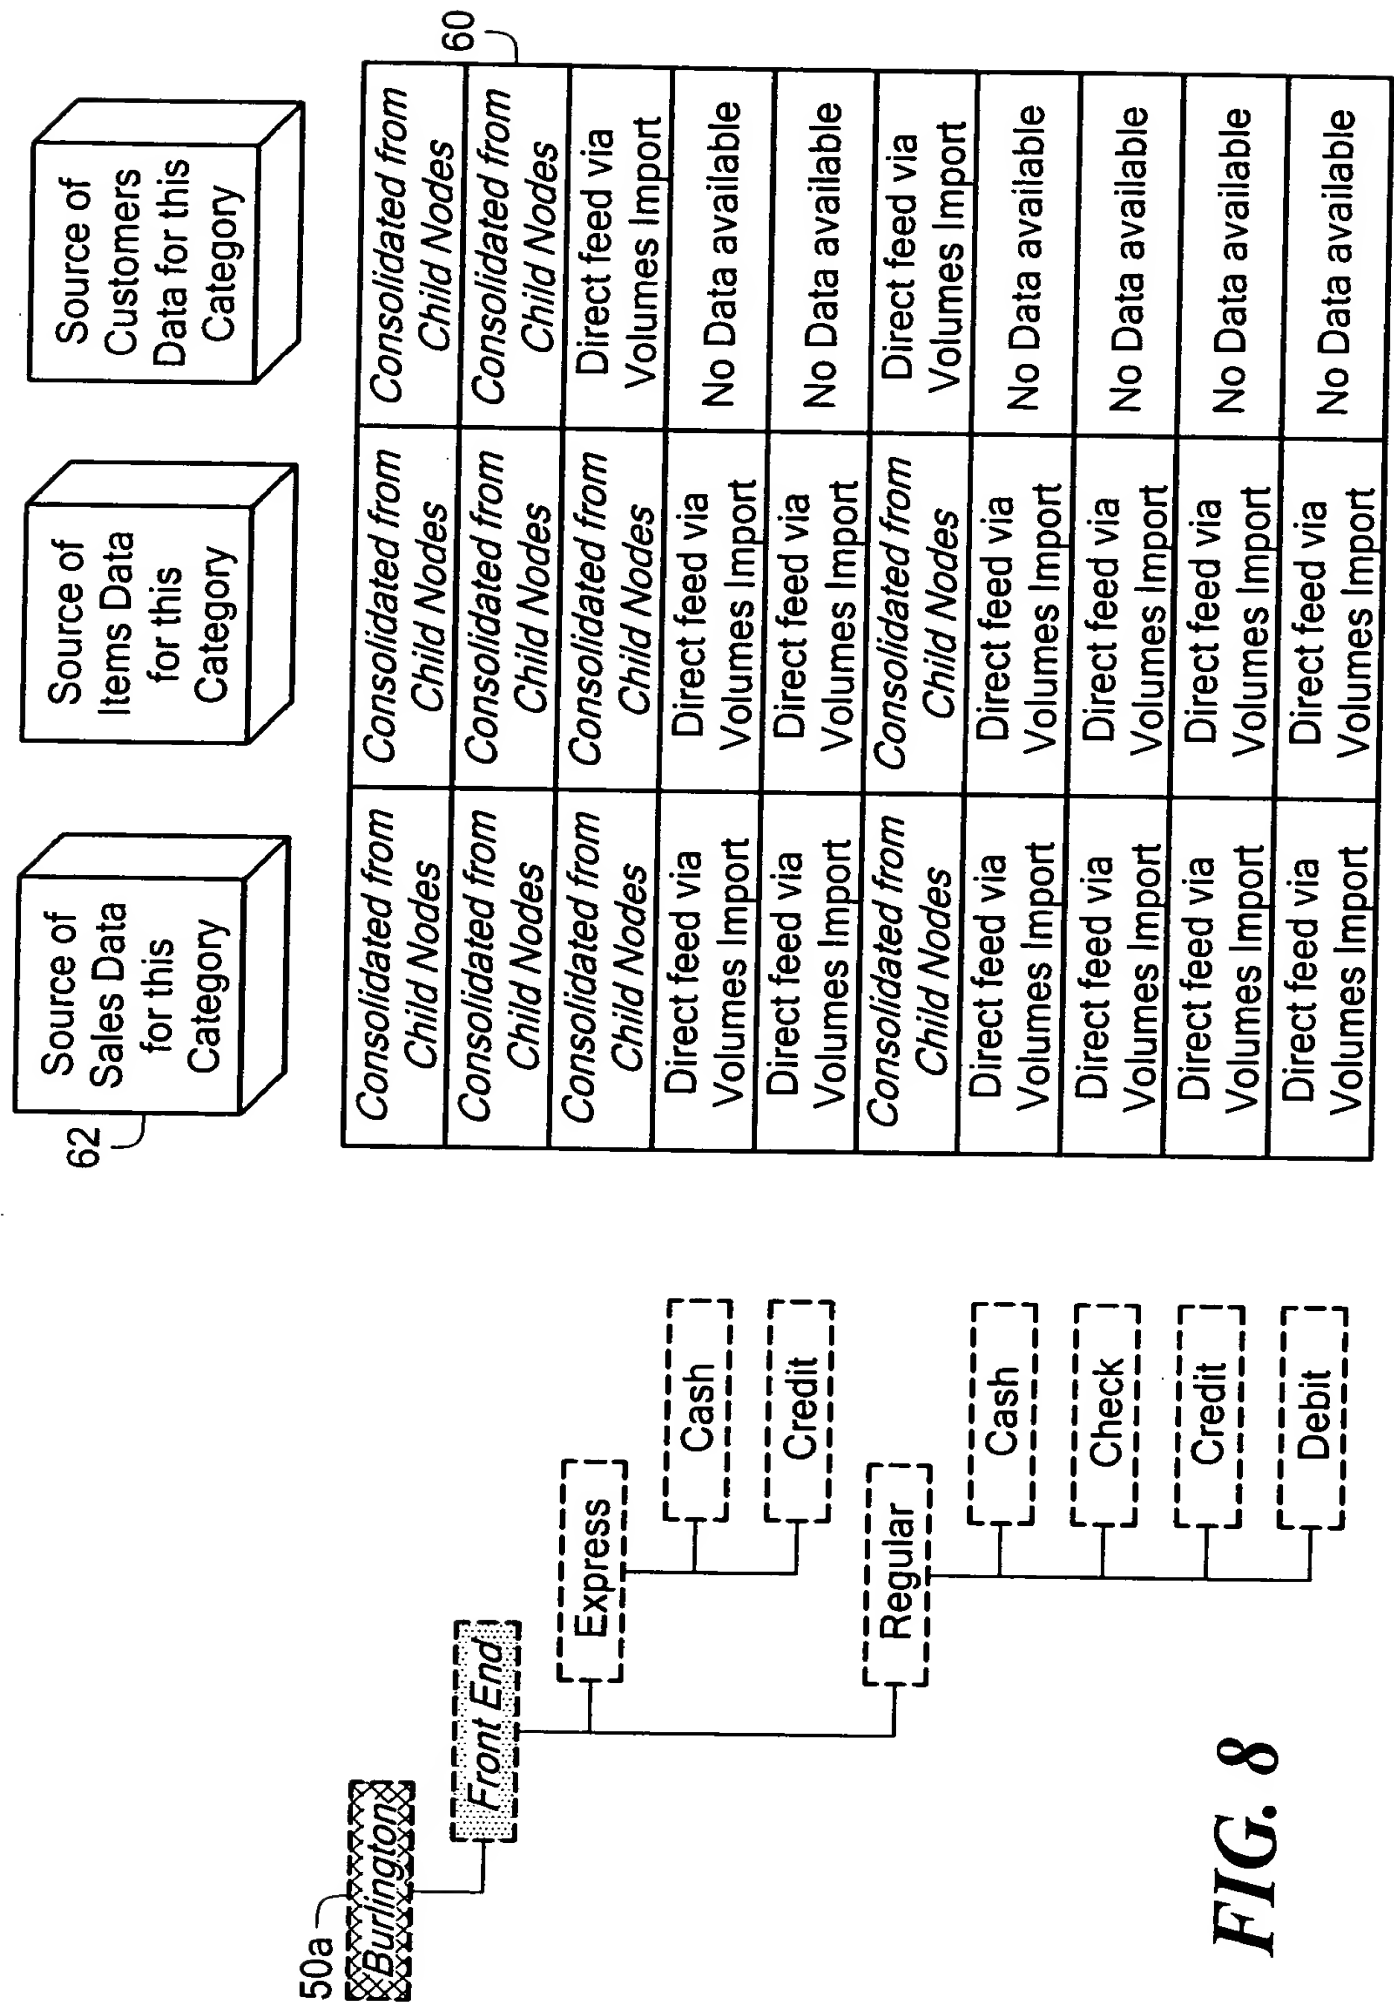 62
Source of
Sales Data
for this
Category
Source of
Items Data
for this
Category
Source of
Customers
Data for this
Category
60
50a
Burlington
Consolidated from
Child Nodes
Consolidated from
Child Nodes
Consolidated from
Child Nodes
Front End
Consolidated from
Child Nodes
Consolidated from
Child Nodes
Consolidated from
Child Nodes
Express
Consolidated from
Child Nodes
Consolidated from
Child Nodes
Direct feed via
Volumes Import
Cash
Direct feed via
Volumes Import
Direct feed via
Volumes Import
No Data available
Credit
Direct feed via
Volumes Import
Direct feed via
Volumes Import
No Data available
Regular
Consolidated from
Child Nodes
Consolidated from
Child Nodes
Direct feed via
Volumes Import
Cash
Direct feed via
Volumes Import
Direct feed via
Volumes Import
No Data available
Check
Direct feed via
Volumes Import
Direct feed via
Volumes Import
No Data available
Credit
Direct feed via
Volumes Import
Direct feed via
Volumes Import
No Data available
Debit
Direct feed via
Volumes Import
Direct feed via
Volumes Import
No Data available
FIG. 8